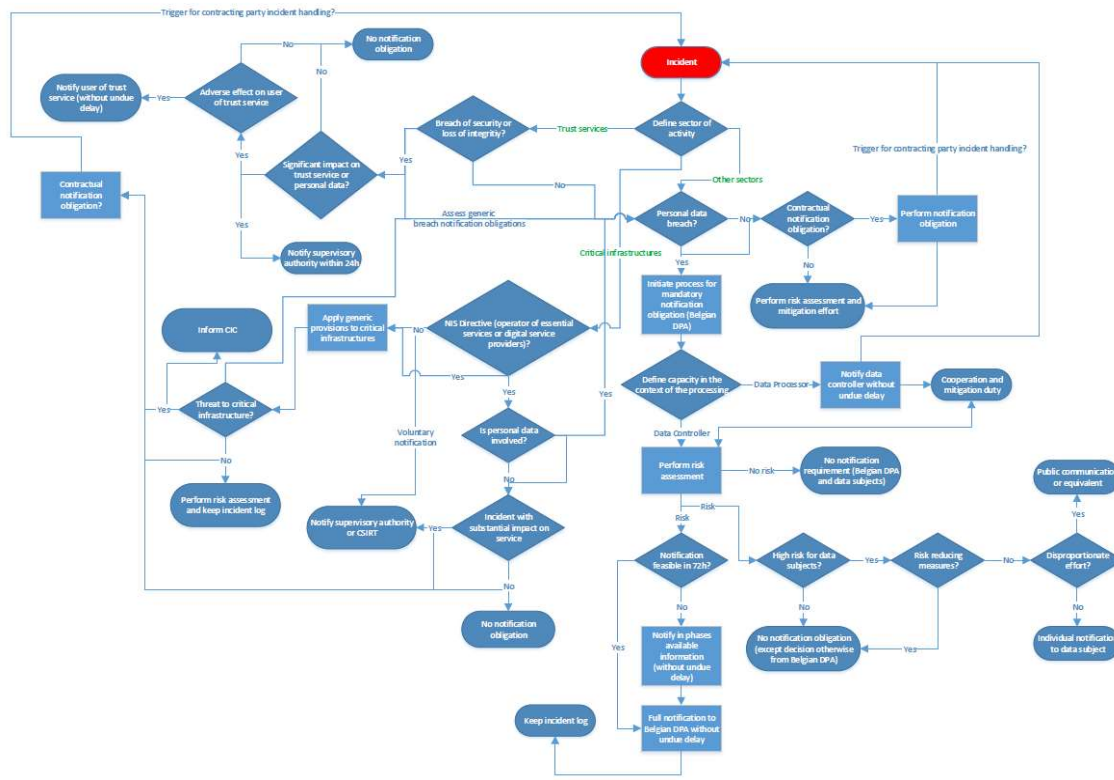 Trigger for contracting party incident handling?
No
No notification
obligation
Incident
Notify user of trust
service (without undue
delay)
Yes
Adverse effect on user
of trust service
No
Breach of security or
loss of integritiy?
Trust services
Define sector of
activity
Yes
Significant impact on
trust service or
personal data?
Yes
Trigger for contracting party incident handling?
Contractual
notification
obligation?
Other sectors
No
Personal data
breach?
No
Contractual
notification
obligation?
Yes
Perform notification
obligation
Assess generic
breach notification obligations
Yes
Notify supervisory
authority within 24h
Critical infrastructures
Yes
No
Initiate process for
mandatory
notification
obligation (Belgian
DPA)
Perform risk assessment and
mitigation effort
Inform CIC
Apply generic
provisions to critical
infrastructures
No
NIS Directive (operator of essential
services or digital service
providers)?
Yes
Yes
Define capacity in the
context of the processing
Data Processor
Notify data
controller without
undue delay
Cooperation and
mitigation duty
Yes
Yes
Threat to critical
infrastructure?
Voluntary
notification
Is personal data
involved?
Data Controller
No
No
Perform risk
assessment
No risk
No notification
requirement (Belgian DPA
and data subjects)
Public communication
or equivalent
Perform risk assessment
and keep incident log
Notify supervisory authority
or CSIRT
Yes
Incident with
substantial impact on
service
Risk
Risk
Yes
Notification
feasible in 72h?
High risk for data
subjects?
Yes
Risk reducing
measures?
No
Disproportionate
effort?
No
No
No
No
No notification
obligation
Yes
Notify in phases
available
information
(without undue
delay)
No notification obligation
(except decision otherwise
from Belgian DPA)
Yes
Individual notification
to data subject
Keep incident log
Full notification to
Belgian DPA without
undue delay